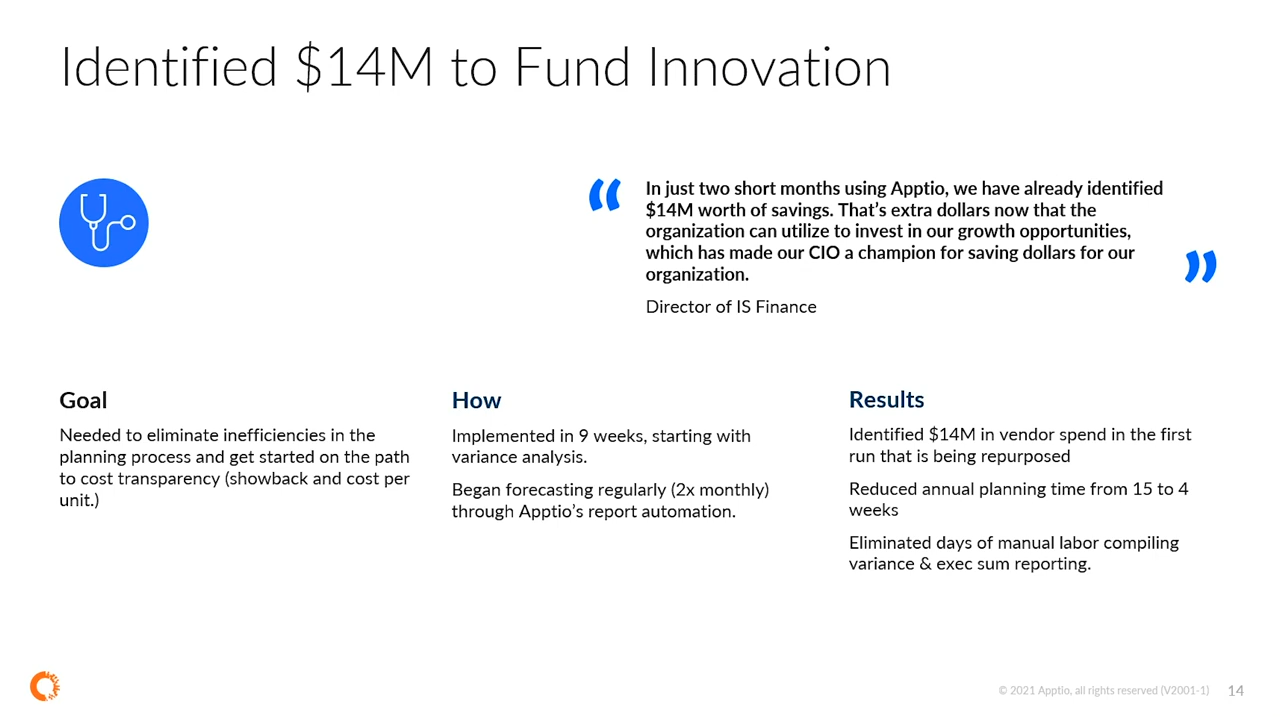 Identified $14M to Fund Innovation
“
In just two short months using Apptio, we have already identified
$14M worth of savings. That’s extra dollars now that the
organization can utilize to invest in our growth opportunities,
which has made our CIO a champion for saving dollars for our
organization.
”
Director of IS Finance
Goal
Needed to eliminate inefficiencies in the
planning process and get started on the path
to cost transparency (showback and cost per
unit.)
How
Implemented in 9 weeks, starting with
variance analysis.
Began forecasting regularly (2x monthly)
through Apptio’s report automation.
Results
Identified $14M in vendor spend in the first
run that is being repurposed
Reduced annual planning time from 15 to 4
weeks
Eliminated days of manual labor compiling
variance & exec sum reporting.
© 2021 Apptio, all rights reserved (V2001-1)
14